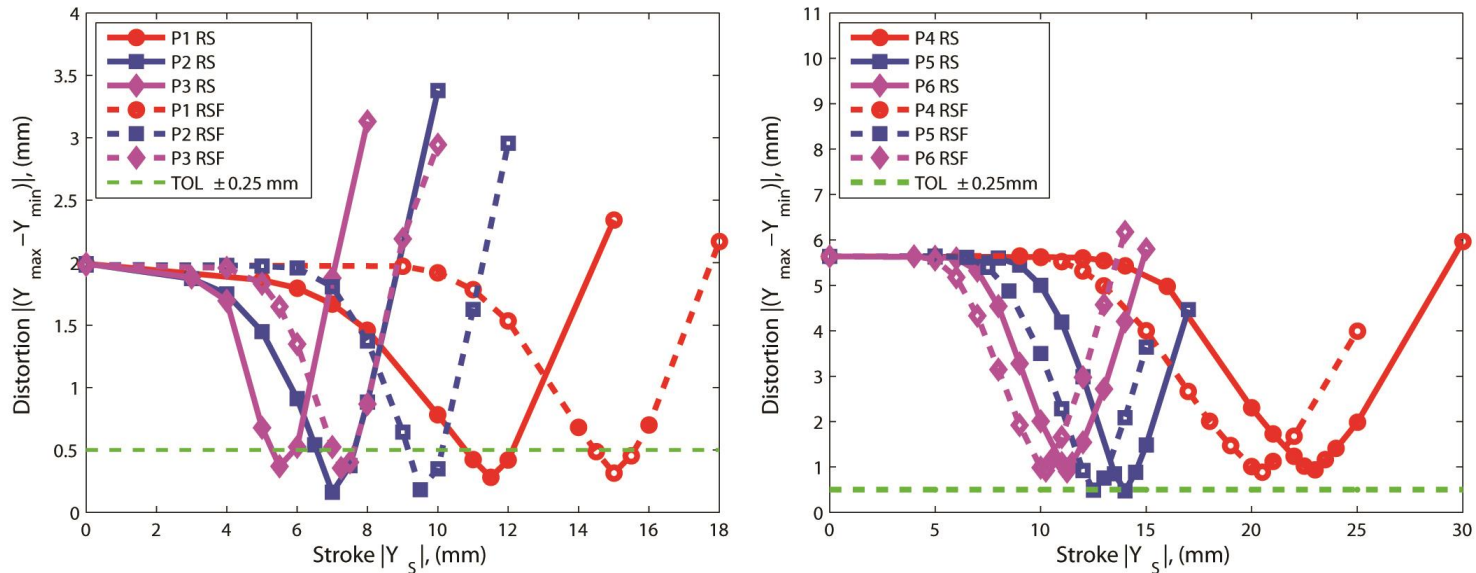 4
3.5
3
2.5
2
1.5
1
0.5
0
Distortion |(Y max −Y min)|, (mm)
P1 RS
P2 RS
P3 RS
P1 RSF
P2 RSF
P3 RSF
TOL ±0.25 mm
0 2 4 6 8 10 12 14 16 18
Stroke |Y S|, (mm)
11
10
9
8
7
6
5
4
3
2
1
0
Distortion |(Y max −Y min)|, (mm)
P4 RS
P5 RS
P6 RS
P4 RSF
P5 RSF
P6 RSF
TOL ±0.25mm
0 5 10 15 20 25 30
Stroke |Y S|, (mm)